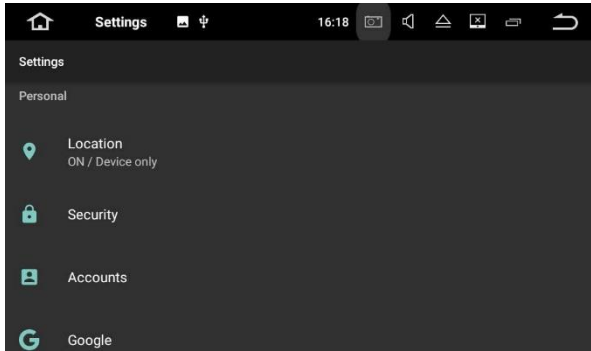 Settings 16:18
Settings
Personal
Location
ON / Device only
Security
Accounts
Google